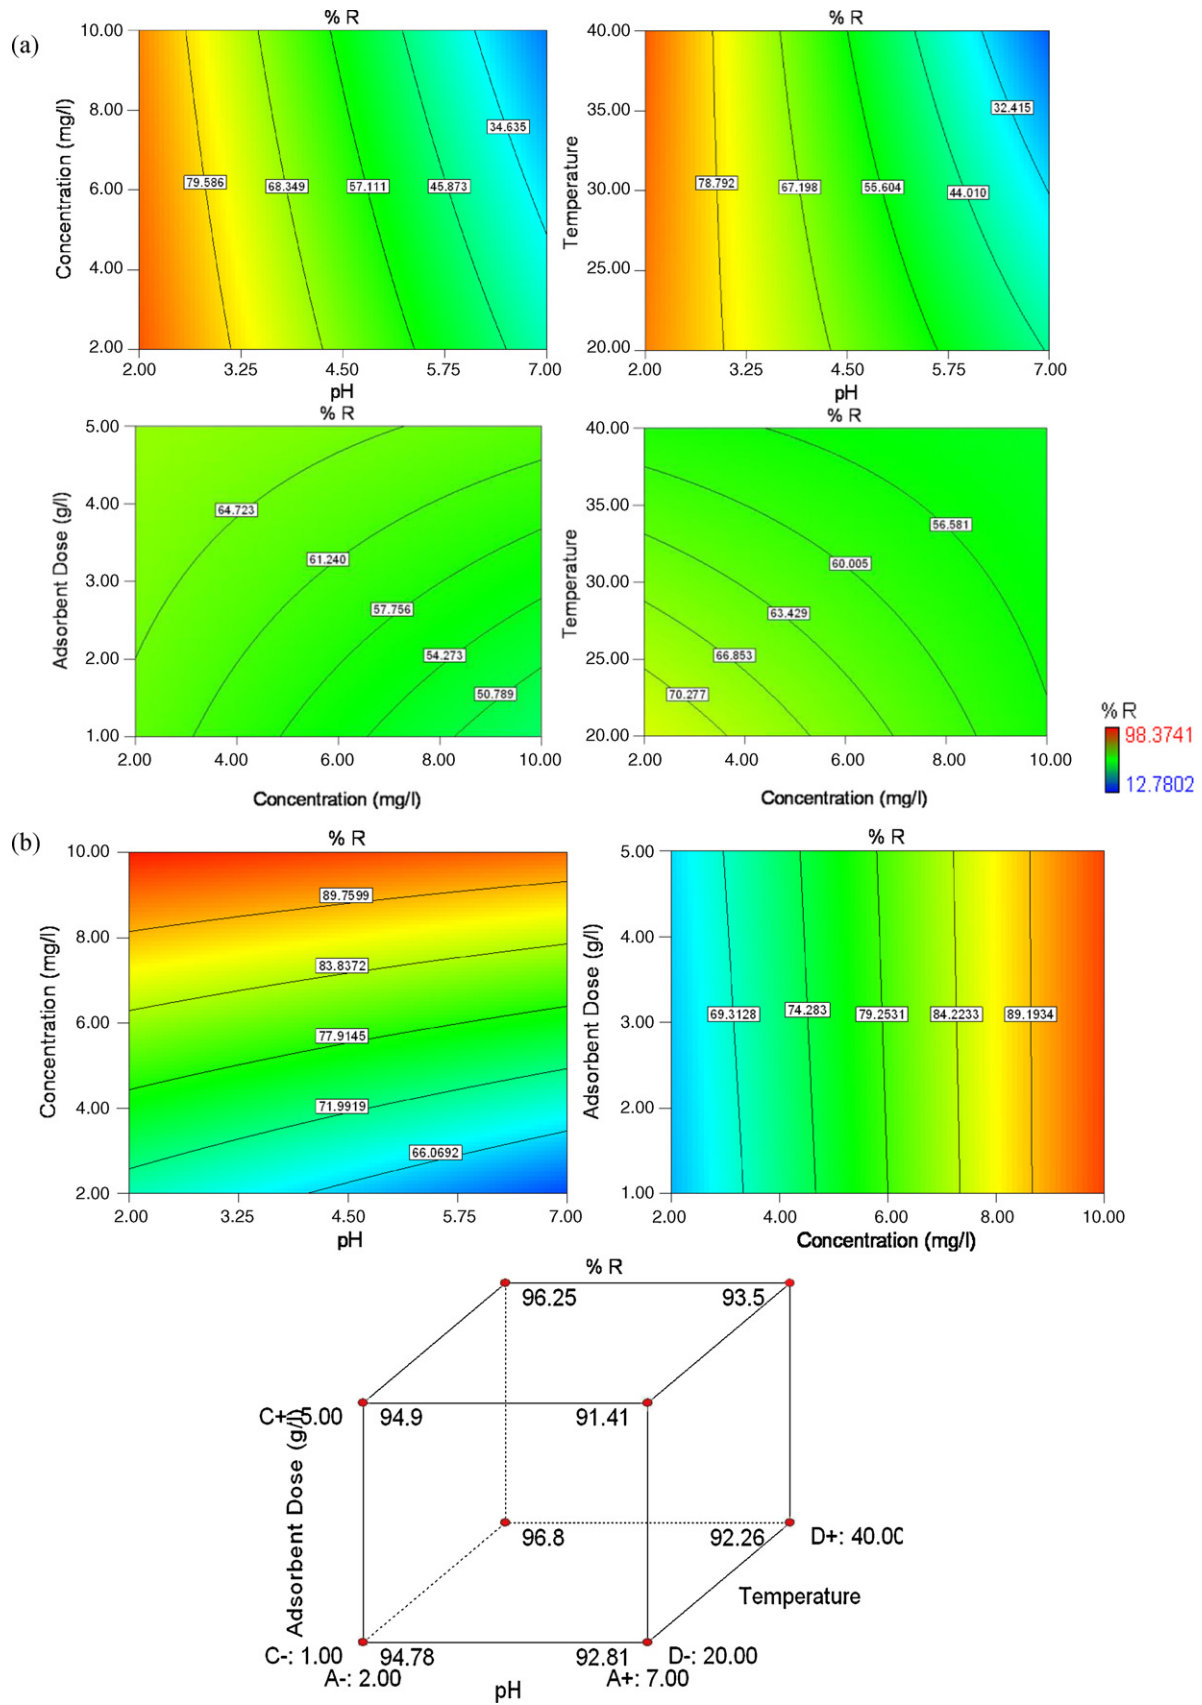 (a)
% R
10.00
8.00
6.00
4.00
2.00
Concentration (mg/l)
79.586
68.349
57.111
45.873
34.635
2.00 3.25 4.50 5.75 7.00
pH
% R
40.00
35.00
30.00
25.00
20.00
Temperature
78.792
67.198
55.604
44.010
32.415
2.00 3.25 4.50 5.75 7.00
pH
% R
5.00
4.00
3.00
2.00
1.00
Adsorbent Dose (g/l)
64.723
61.240
57.756
54.273
50.789
2.00 4.00 6.00 8.00 10.00
Concentration (mg/l)
% R
40.00
35.00
30.00
25.00
20.00
Temperature
56.581
60.005
63.429
66.853
70.277
2.00 4.00 6.00 8.00 10.00
Concentration (mg/l)
% R
98.3741
12.7802
(b)
% R
10.00
8.00
6.00
4.00
2.00
Concentration (mg/l)
89.7599
83.8372
77.9145
71.9919
66.0692
2.00 3.25 4.50 5.75 7.00
pH
% R
5.00
4.00
3.00
2.00
1.00
Adsorbent Dose (g/l)
69.3128
74.283
79.2531
84.2233
89.1934
2.00 4.00 6.00 8.00 10.00
Concentration (mg/l)
% R
96.25 93.5
C+: 5.00 94.9 91.41
Adsorbent Dose (g/l)
96.8 92.26 D+: 40.00
Temperature
C-: 1.00 94.78 92.81 D-: 20.00
A-: 2.00 A+: 7.00
pH